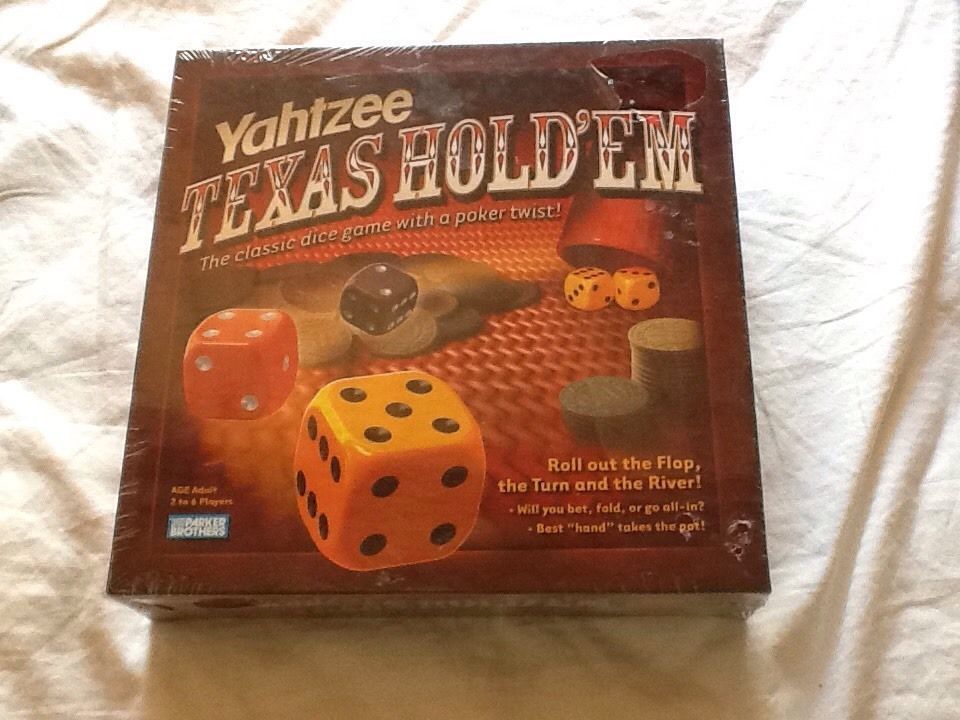 Yahtzee
TEXAS HOLD'EM
The classic dice game with a poker twist!
Roll out the Flop,
the Turn and the River!
• Will you bet, fold, or go all-in?
• Best "hand" takes the pot!
AGE Adult
2 to 6 Players
PARKER
BROTHERS